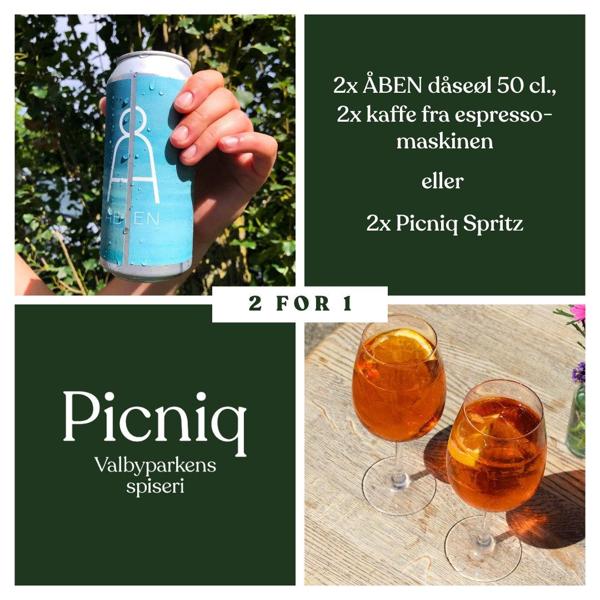 ÅBEN
2x ÅBEN dåseøl 50 cl.,
2x kaffe fra espresso-
maskinen
eller
2x Picniq Spritz
2 FOR 1
Picniq
Valbyparkens
spiseri